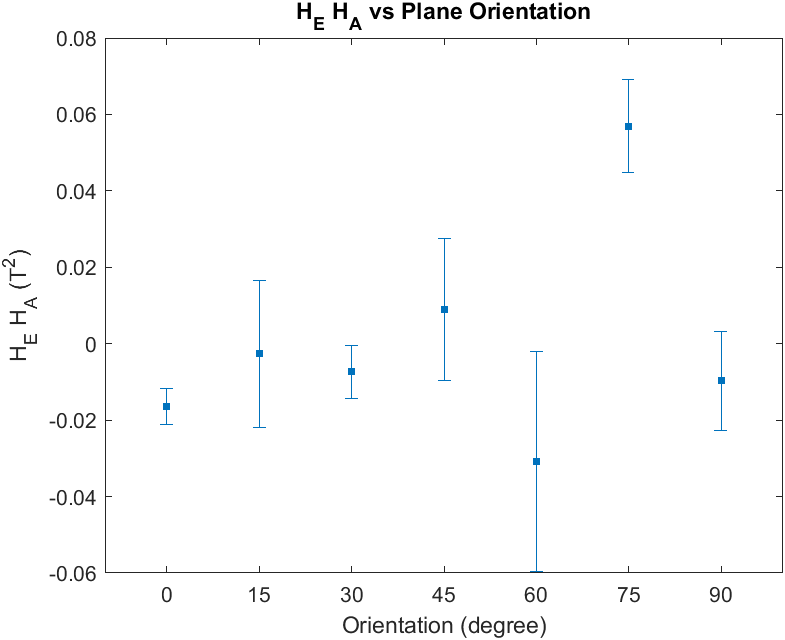 H_E H_A vs Plane Orientation
0.08
0.06
0.04
0.02
0
-0.02
-0.04
-0.06
H_E H_A (T^2)
0 15 30 45 60 75 90
Orientation (degree)